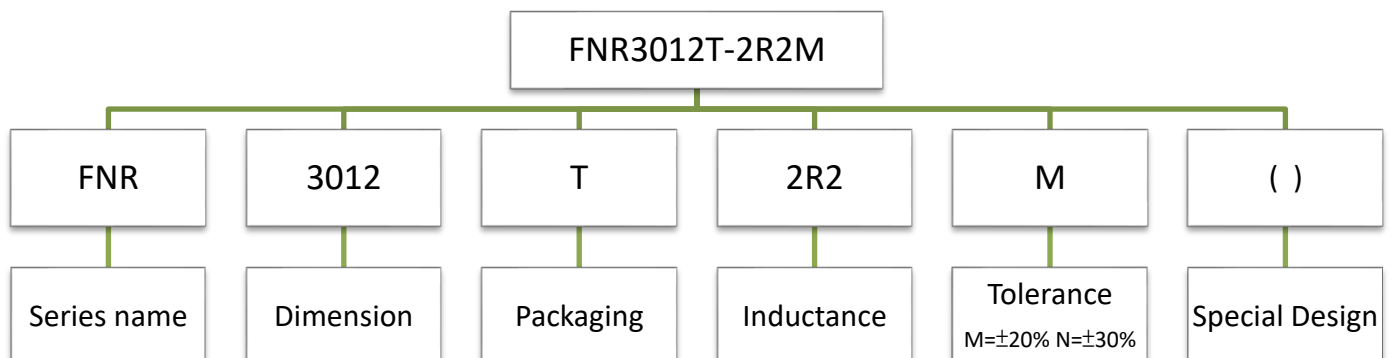 FNR3012T-2R2M
FNR
3012
T
2R2
M
( )
Series name
Dimension
Packaging
Inductance
Tolerance
M=±20% N=±30%
Special Design